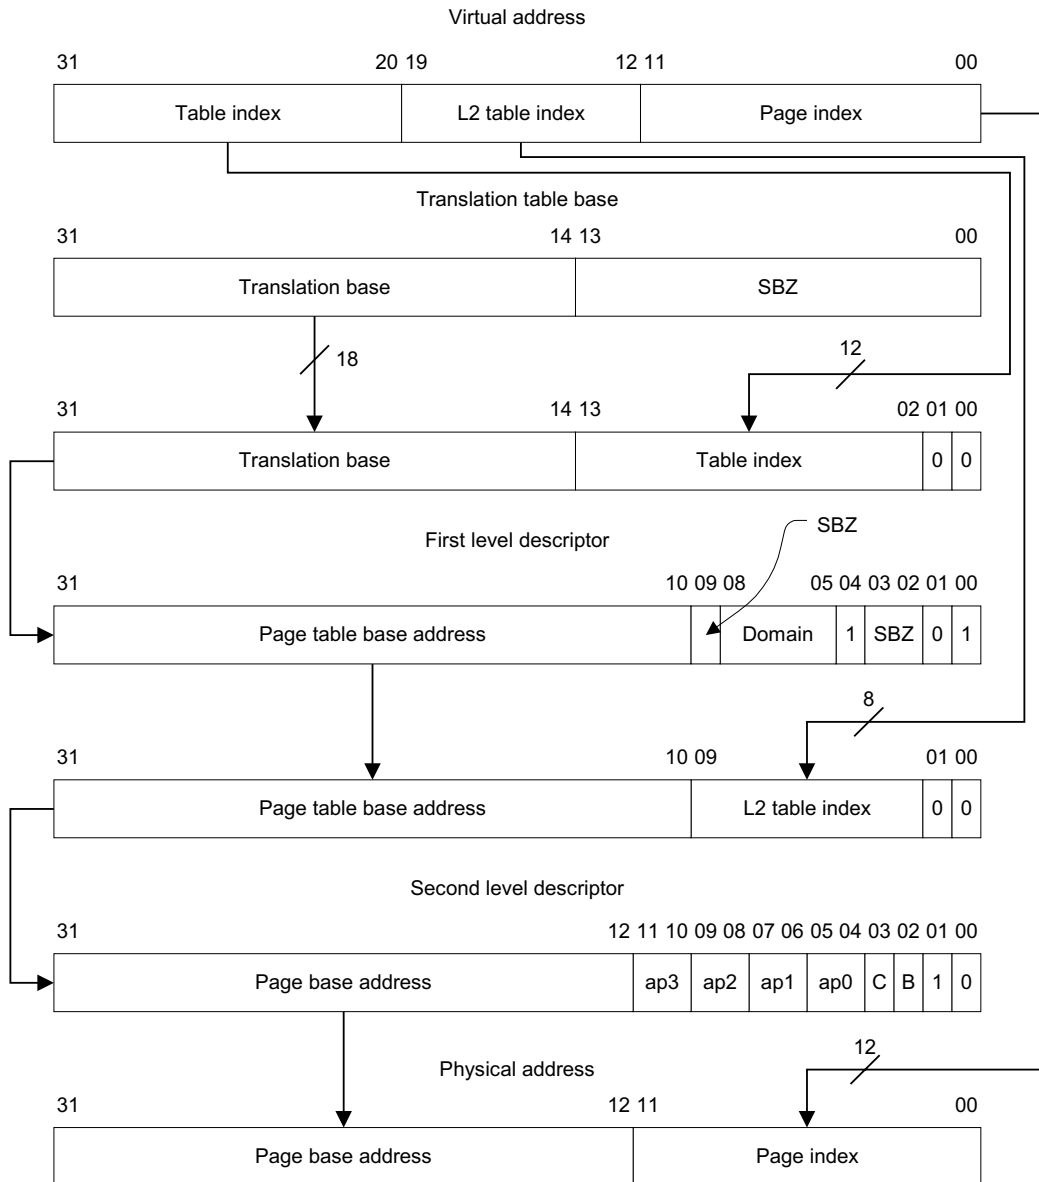 Virtual address
31 20 19 12 11 00
Table index L2 table index Page index
Translation table base
31 14 13 00
Translation base SBZ
18 12
31 14 13 02 01 00
Translation base Table index 0 0
SBZ
First level descriptor
31 10 09 08 05 04 03 02 01 00
Page table base address Domain 1 SBZ 0 1
8
31 10 09 01 00
Page table base address L2 table index 0 0
Second level descriptor
31 12 11 10 09 08 07 06 05 04 03 02 01 00
Page base address ap3 ap2 ap1 ap0 C B 1 0
12
Physical address
31 12 11 00
Page base address Page index